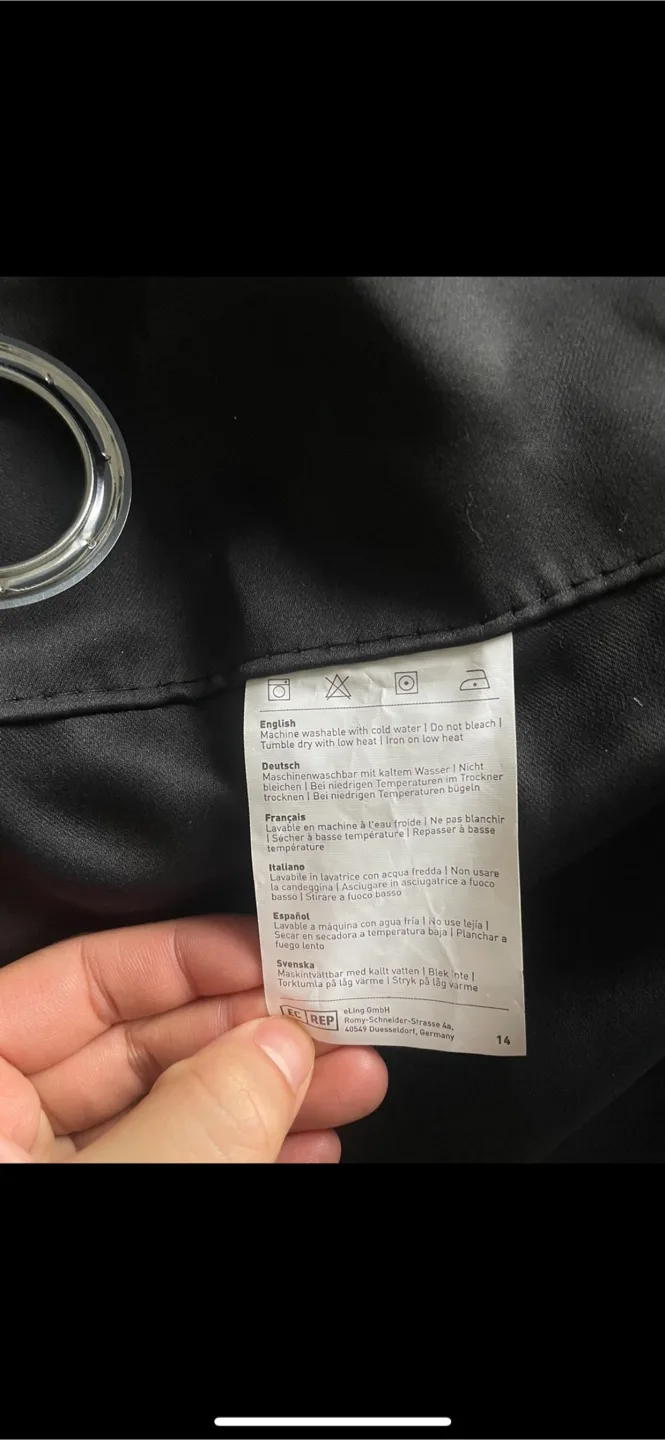 English
Machine washable with cold water | Do not bleach |
Tumble dry with low heat | Iron on low heat
Deutsch
Maschinenwaschbar mit kaltem Wasser | Nicht
bleichen | Bei niedrigen Temperaturen im Trockner
trocknen | Bei niedrigen Temperaturen bügeln
Français
Lavable en machine à l'eau froide | Ne pas blanchir
| Sécher à basse température | Repasser à basse
température
Italiano
Lavabile in lavatrice con acqua fredda | Non usare
la candeggina | Asciugare in asciugatrice a fuoco
basso | Stirare a fuoco basso
Español
Lavable a máquina con agua fría | No use lejía |
Secar en secadora a temperatura baja | Planchar a
fuego lento
Svenska
Maskintvättbar med kallt vatten | Blek inte |
Torktumla på låg värme | Stryk på låg värme
EC REP
eLing GmbH
Romy-Schneider-Strasse 4a,
40549 Duesseldorf, Germany
14